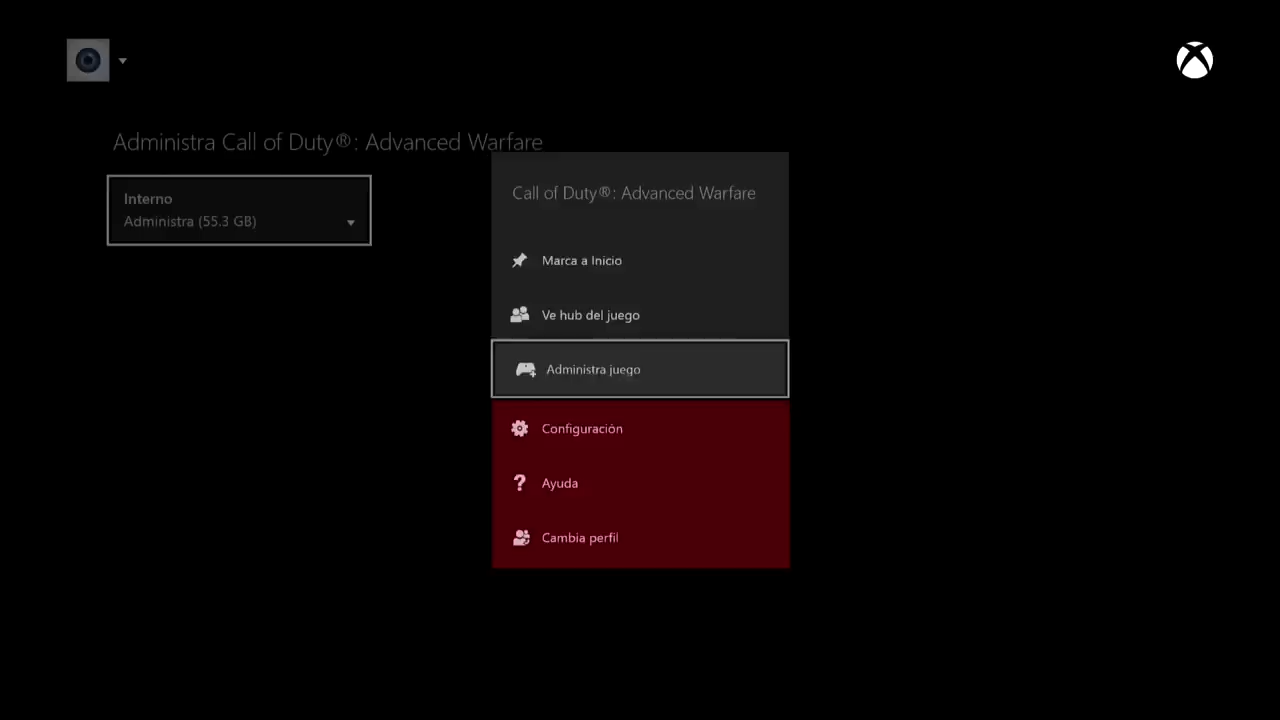 Administra Call of Duty®: Advanced Warfare
Interno
Administra (55.3 GB)
Call of Duty®: Advanced Warfare
Marca a Inicio
Ve hub del juego
Administra juego
Configuración
Ayuda
Cambia perfil